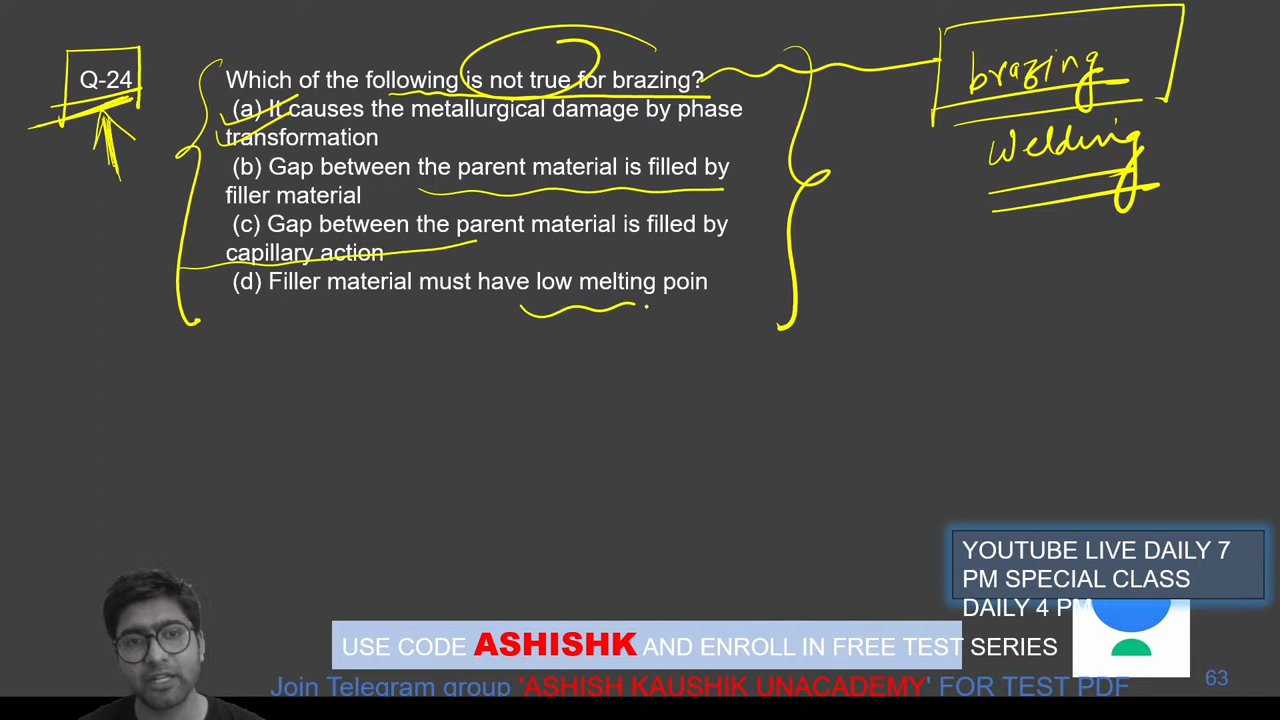 Q-24
Which of the following is not true for brazing?
(a) It causes the metallurgical damage by phase
transformation
(b) Gap between the parent material is filled by
filler material
(c) Gap between the parent material is filled by
capillary action
(d) Filler material must have low melting poin
brazing
Welding
YOUTUBE LIVE DAILY 7
PM SPECIAL CLASS
DAILY 4 PM
USE CODE ASHISHK AND ENROLL IN FREE TEST SERIES
Join Telegram group 'ASHISH KAUSHIK UNACADEMY' FOR TEST PDF
63